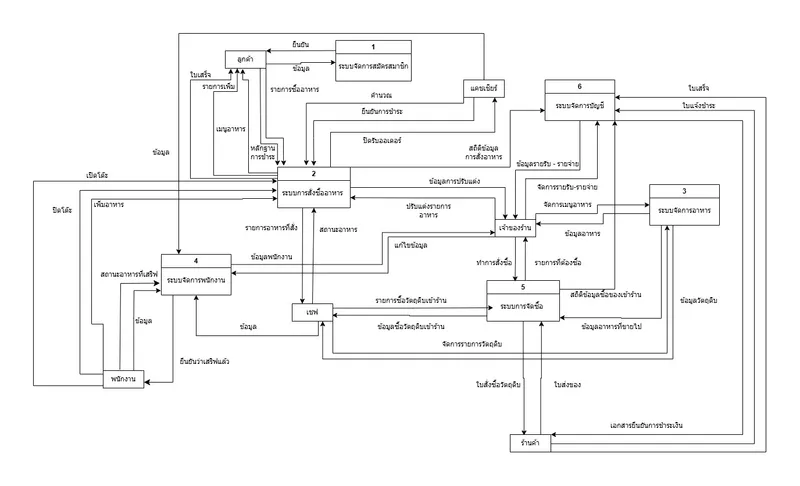 ยืนยัน
1
ระบบจัดการสมัครสมาชิก
ลูกค้า
ข้อมูล
ใบเสร็จ
รายการเพิ่ม
รายการซื้ออาหาร
แคชเชียร์
6
ระบบจัดการบัญชี
ใบเสร็จ
ใบแจ้งชำระ
คำนวณ
ยืนยันการชำระ
เมนูอาหาร
สถิติข้อมูล
การสั่งอาหาร
หลักฐาน
การชำระ
ปิดรับออเดอร์
ข้อมูล
ข้อมูลรายรับ - รายจ่าย
2
ระบบการสั่งซื้ออาหาร
เปิดโต๊ะ
ข้อมูลการปรับแต่ง
จัดการรายรับ-รายจ่าย
3
ระบบจัดการอาหาร
ปิดโต๊ะ
เพิ่มอาหาร
ปรับแต่งรายการ
อาหาร
จัดการเมนูอาหาร
เจ้าของร้าน
ข้อมูลอาหาร
รายการอาหารที่สั่ง
สถานะอาหาร
แก้ไขข้อมูล
4
ระบบจัดการพนักงาน
ข้อมูลพนักงาน
ทำการสั่งซื้อ
รายการที่ต้องซื้อ
สถานะอาหารที่เสริฟ
5
ระบบการจัดซื้อ
สถิติข้อมูลซื้อของเข้าร้าน
ข้อมูลวัตถุดิบ
รายการซื้อวัตถุดิบเข้าร้าน
เชฟ
ข้อมูล
ข้อมูล
ข้อมูลซื้อวัตถุดิบเข้าร้าน
ข้อมูลอาหารที่ขายไป
จัดการรายการวัตถุดิบ
ยืนยันว่าเสริฟแล้ว
พนักงาน
ใบสั่งซื้อวัตถุดิบ
ใบส่งของ
เอกสารยืนยันการชำระเงิน
ร้านค้า